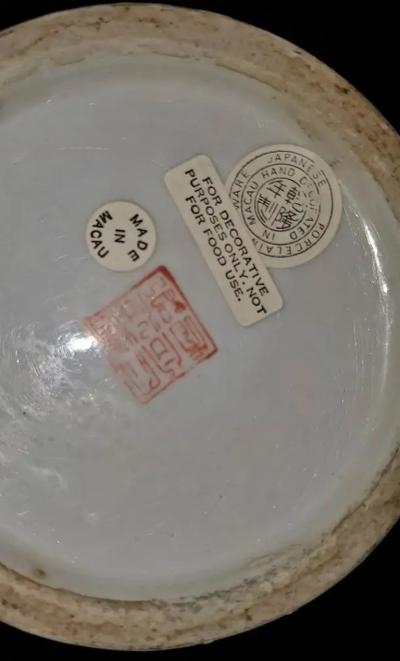 JAPANESE PORCELAIN WARE
HAND DECORATED IN MACAU
FOR DECORATIVE
PURPOSES ONLY. NOT
FOR FOOD USE.
MADE
IN
MACAU